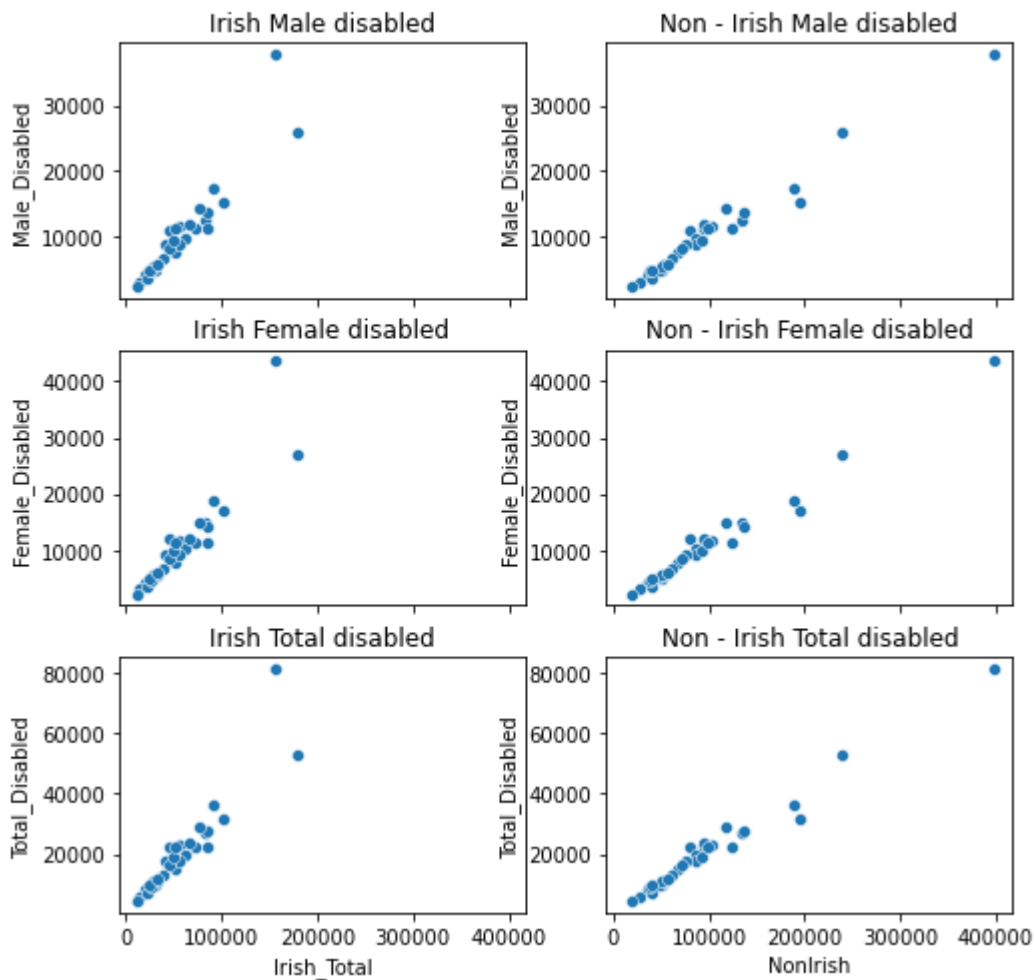 Irish Male disabled
Non - Irish Male disabled
Male_Disabled
30000
20000
10000
Male_Disabled
30000
20000
10000
Irish Female disabled
Non - Irish Female disabled
Female_Disabled
40000
30000
20000
10000
Female_Disabled
40000
30000
20000
10000
Irish Total disabled
Non - Irish Total disabled
Total_Disabled
80000
60000
40000
20000
Total_Disabled
80000
60000
40000
20000
0 100000 200000 300000 400000
0 100000 200000 300000 400000
Irish_Total
NonIrish